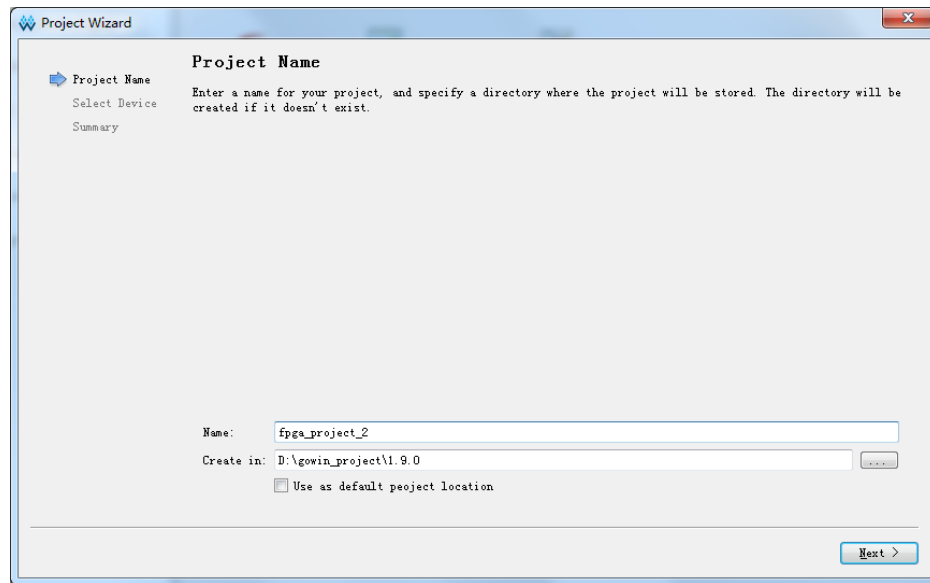 Project Wizard
Project Name
Select Device
Summary
Project Name
Enter a name for your project, and specify a directory where the project will be stored. The directory will be
created if it doesn't exist.
Name: fpga_project_2
Create in: D:\gowin_project\1.9.0 ...
Use as default peoject location
Next >